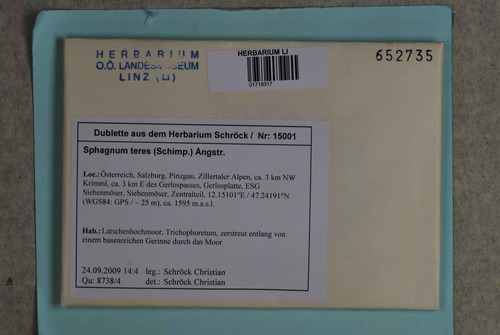 HERBARIUM
O.Ö. LANDESMUSEUM
LINZ (LI)
HERBARIUM LI
01718317
652735
Dublette aus dem Herbarium Schröck / Nr: 15001
Sphagnum teres (Schimp.) Ångstr.
Loc.:Österreich, Salzburg, Pinzgau, Zillertaler Alpen, ca. 3 km NW
Krimml, ca. 3 km E des Gerlospasses, Gerlosplatte, ESG
Siebenmöser, Siebenmöser, Zentralteil, 12.15101°E / 47.24191°N
(WGS84: GPS / ~ 25 m), ca. 1595 m.a.s.l.
Hab.:Latschenhochmoor, Trichophoretum, zerstreut entlang von
einem basenreichen Gerinne durch das Moor
24.09.2009 14:4 leg.: Schröck Christian
Qu: 8738/4 det.: Schröck Christian